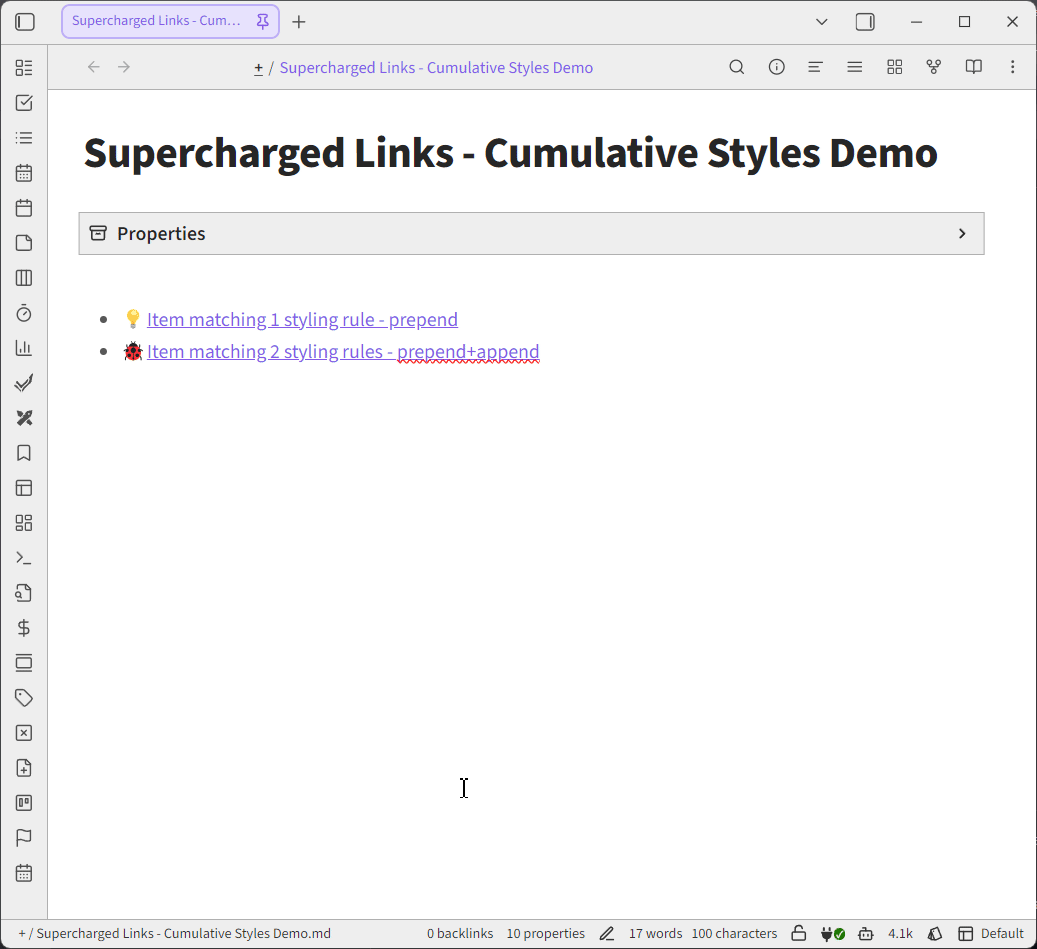 Supercharged Links - Cum...
+ / Supercharged Links - Cumulative Styles Demo
Supercharged Links - Cumulative Styles Demo
Properties
• 💡 Item matching 1 styling rule - prepend
• 🐞 Item matching 2 styling rules - prepend+append
+ / Supercharged Links - Cumulative Styles Demo.md 0 backlinks 10 properties 17 words 100 characters 4.1k Default